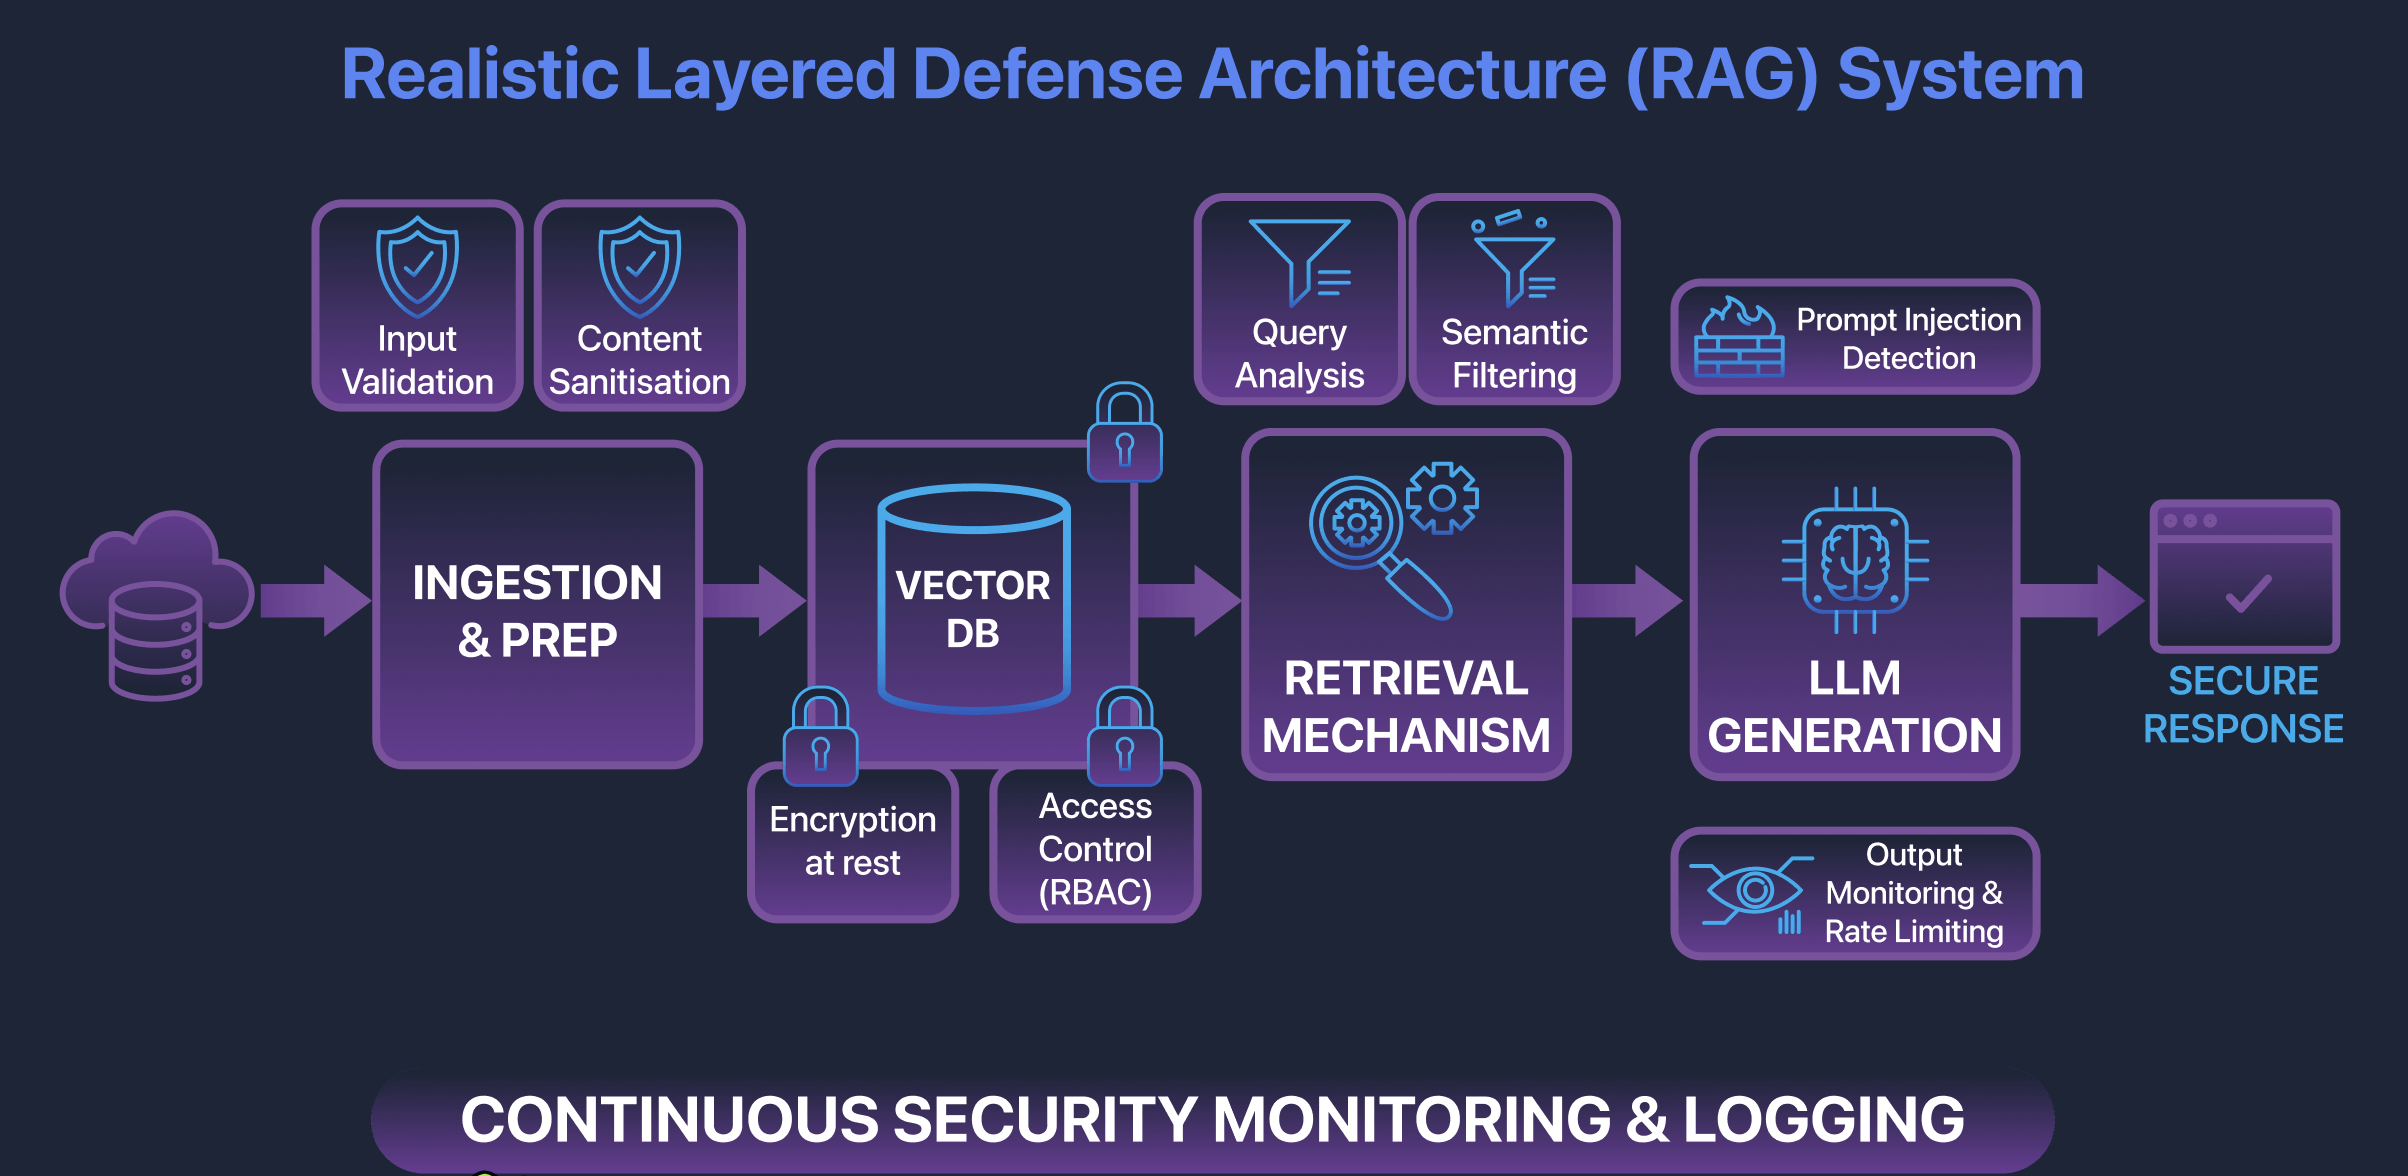 Realistic Layered Defense Architecture (RAG) System
Input
Validation
Content
Sanitisation
Query
Analysis
Semantic
Filtering
Prompt Injection
Detection
INGESTION
& PREP
VECTOR
DB
RETRIEVAL
MECHANISM
LLM
GENERATION
SECURE
RESPONSE
Encryption
at rest
Access
Control
(RBAC)
Output
Monitoring &
Rate Limiting
CONTINUOUS SECURITY MONITORING & LOGGING